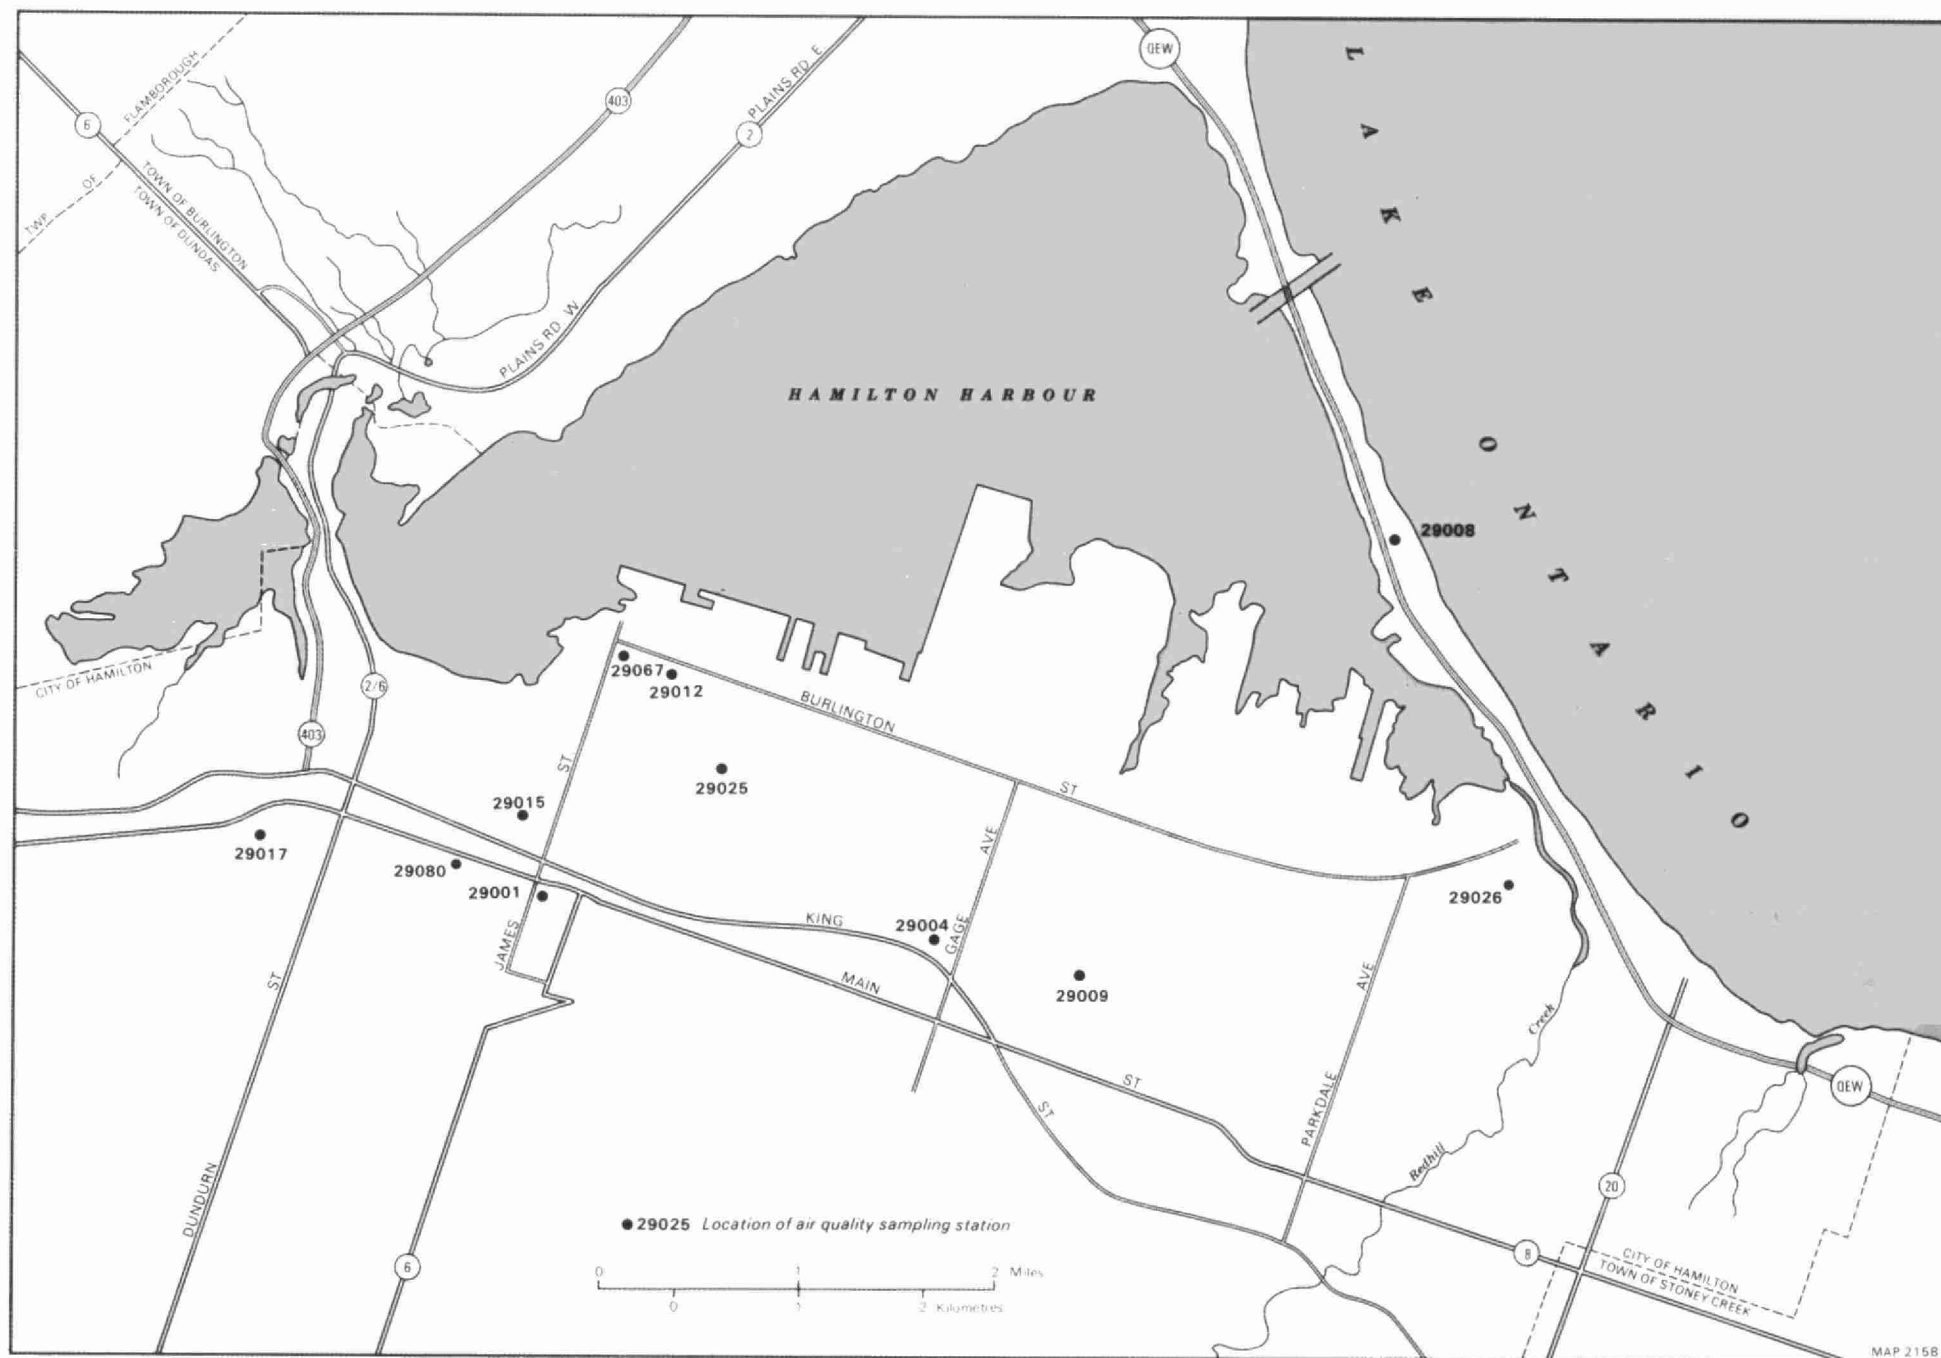 QEW
L A K E O N T A R I O
403
PLAINS RD E
2
6
TWP OF FLAMBOROUGH
TOWN OF BURLINGTON
TOWN OF DUNDAS
PLAINS RD W
HAMILTON HARBOUR
29008
CITY OF HAMILTON
2/6
403
29067
29012
BURLINGTON ST
29025
29015
29017
29080
29001
JAMES ST
KING ST
MAIN ST
29004
GAGE AVE
29009
29026
PARKDALE AVE
Redhill Creek
DUNDURN ST
QEW
20
6
8
CITY OF HAMILTON
TOWN OF STONEY CREEK
29025 Location of air quality sampling station
0 1 2 Miles
0 1 2 Kilometres
MAP 2158